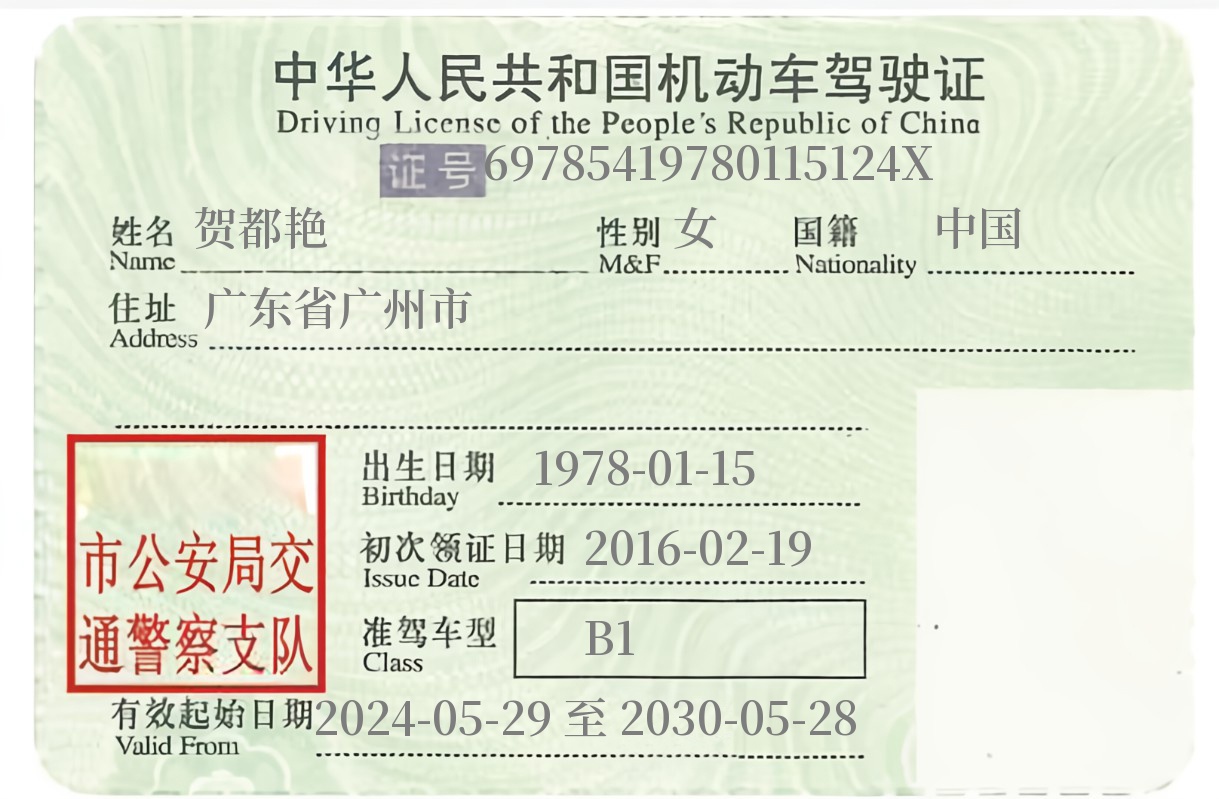 中华人民共和国机动车驾驶证
Driving License of the People's Republic of China
证号 69785419780115124X
姓名 贺都艳 性别 女 国籍 中国
Name M&F Nationality
住址 广东省广州市
Address
出生日期 1978-01-15
Birthday
初次领证日期 2016-02-19
Issue Date
市公安局交
通警察支队
准驾车型 B1
Class
有效起始日期 2024-05-29 至 2030-05-28
Valid From